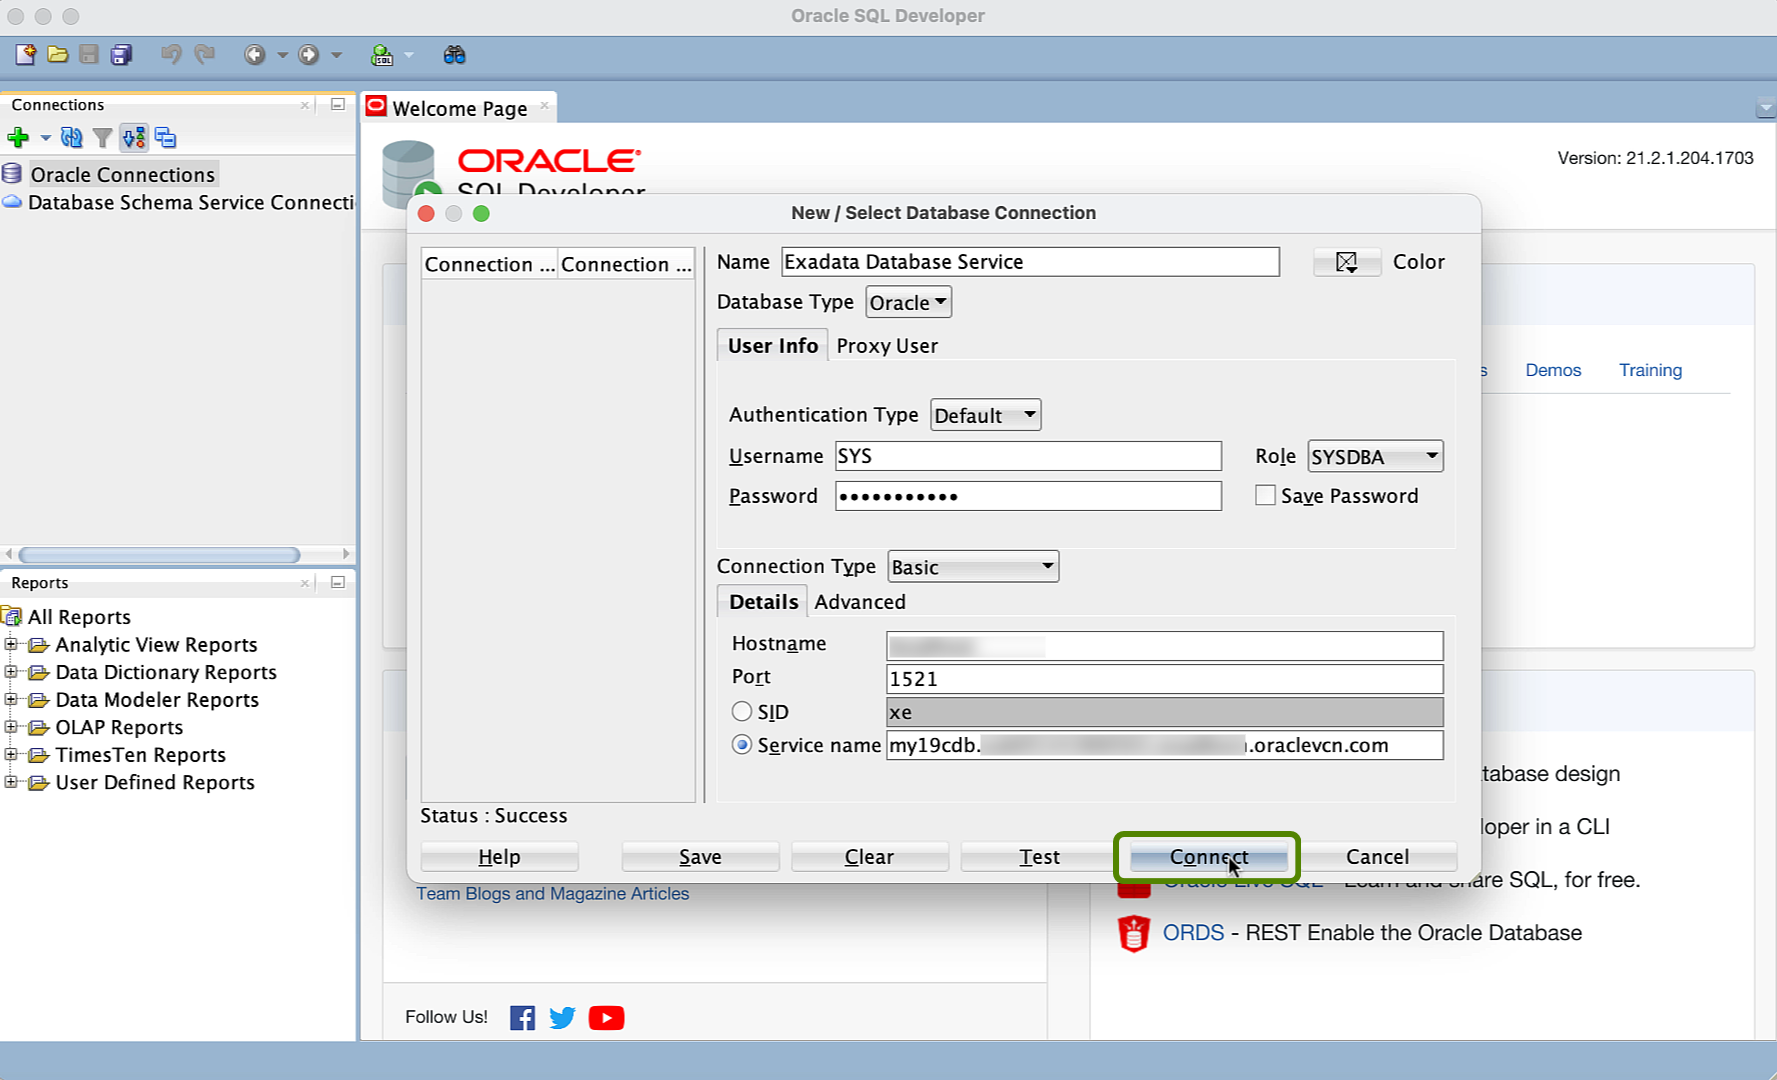 Oracle SQL Developer
Connections
Oracle Connections
Database Schema Service Connecti
Reports
All Reports
Analytic View Reports
Data Dictionary Reports
Data Modeler Reports
OLAP Reports
TimesTen Reports
User Defined Reports
Welcome Page
ORACLE
SQL Developer
Version: 21.2.1.204.1703
Demos Training
New / Select Database Connection
Connection ... Connection ...
Name Exadata Database Service Color
Database Type Oracle
User Info Proxy User
Authentication Type Default
Username SYS Role SYSDBA
Password ••••••••••• Save Password
Connection Type Basic
Details Advanced
Hostname
Port 1521
SID xe
Service name my19cdb. .oraclevcn.com
Status : Success
Help Save Clear Test Connect Cancel
tabase design
loper in a CLI
Oracle Live SQL - Learn and share SQL, for free.
Team Blogs and Magazine Articles
ORDS - REST Enable the Oracle Database
Follow Us!